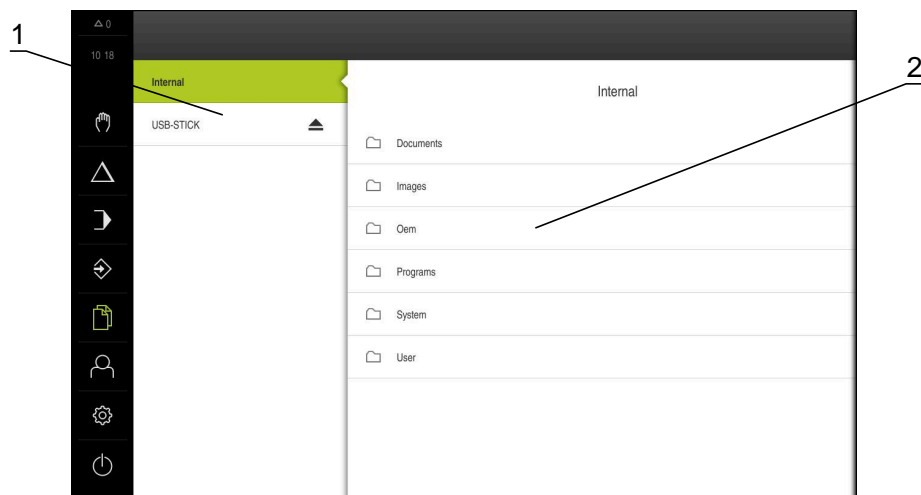 1
△ 0
10 18
2
Internal
USB-STICK
Internal
Documents
Images
Oem
Programs
System
User